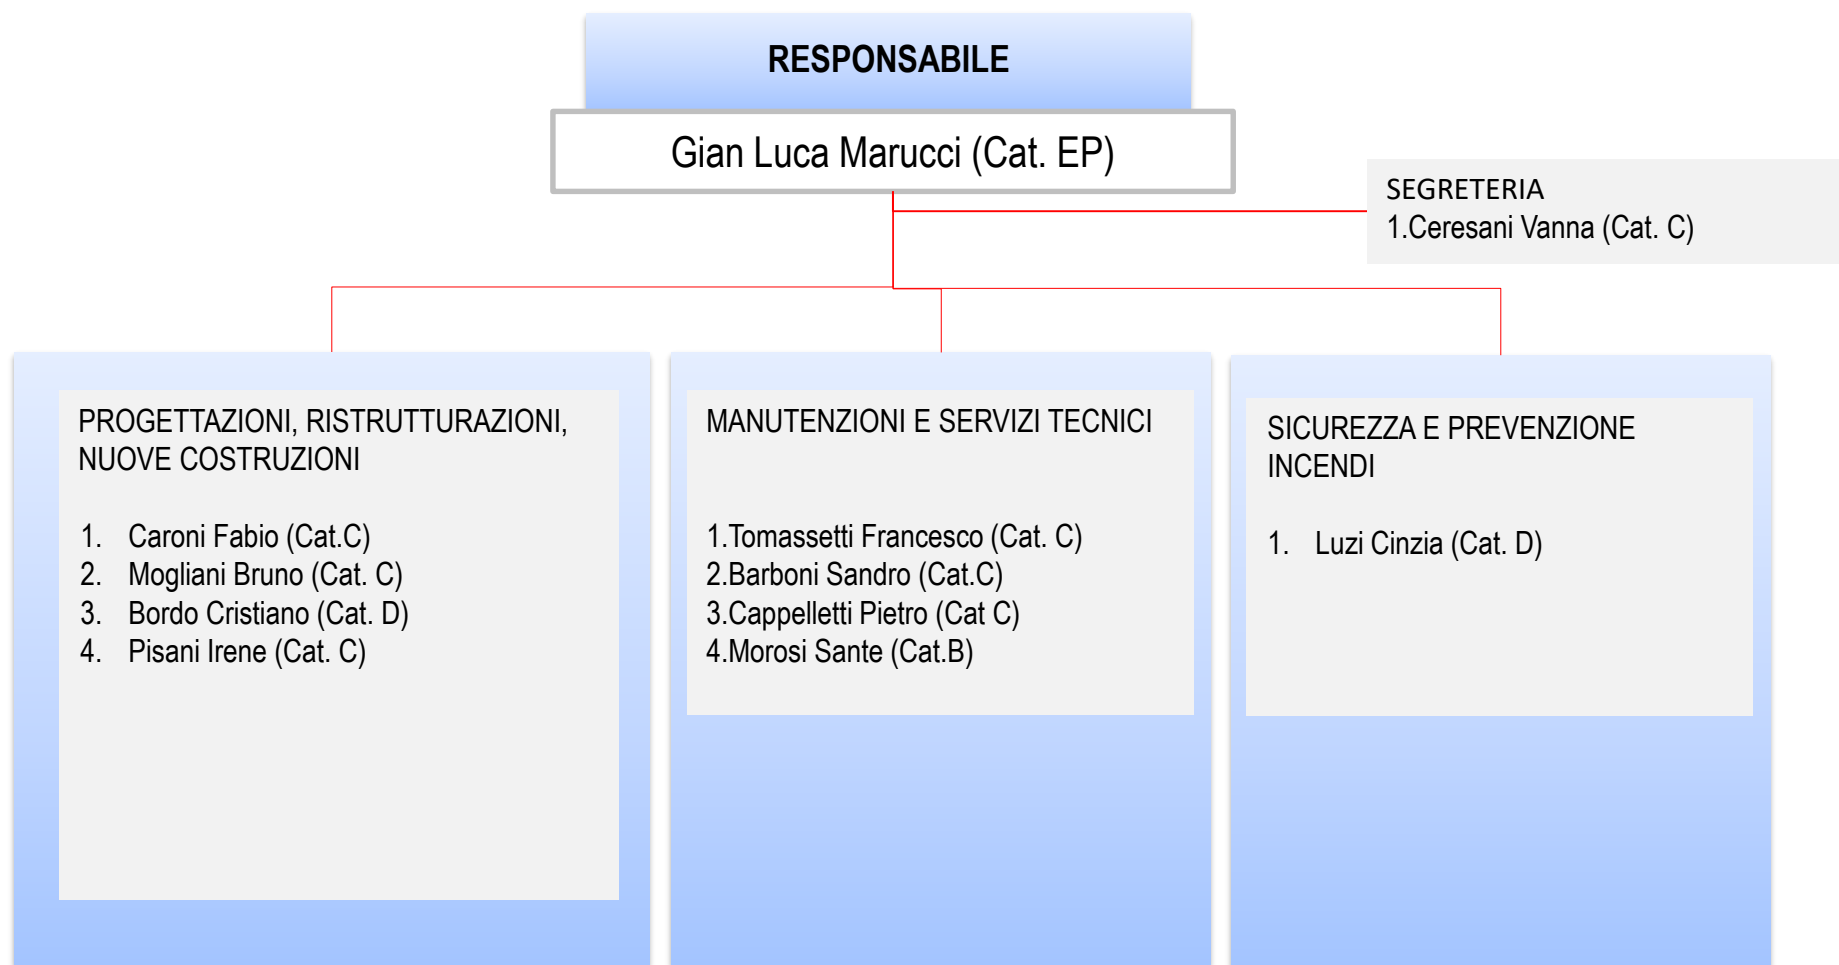 RESPONSABILE
Gian Luca Marucci (Cat. EP)
SEGRETERIA
1.Ceresani Vanna (Cat. C)
PROGETTAZIONI, RISTRUTTURAZIONI,
NUOVE COSTRUZIONI
1. Caroni Fabio (Cat.C)
2. Mogliani Bruno (Cat. C)
3. Bordo Cristiano (Cat. D)
4. Pisani Irene (Cat. C)
MANUTENZIONI E SERVIZI TECNICI
1.Tomassetti Francesco (Cat. C)
2.Barboni Sandro (Cat.C)
3.Cappelletti Pietro (Cat C)
4.Morosi Sante (Cat.B)
SICUREZZA E PREVENZIONE
INCENDI
1. Luzi Cinzia (Cat. D)